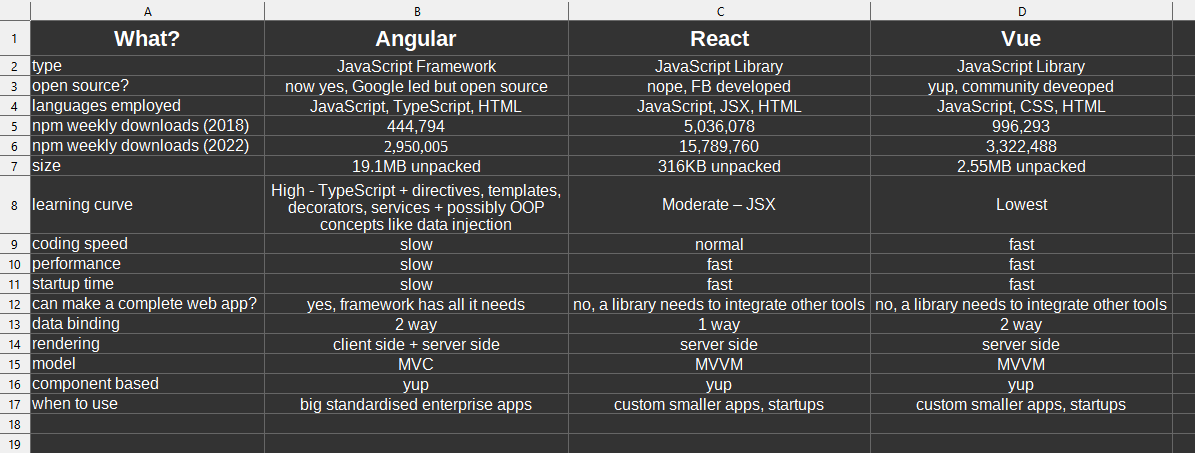 A B C D
1 What? Angular React Vue
2 type JavaScript Framework JavaScript Library JavaScript Library
3 open source? now yes, Google led but open source nope, FB developed yup, community deveoped
4 languages employed JavaScript, TypeScript, HTML JavaScript, JSX, HTML JavaScript, CSS, HTML
5 npm weekly downloads (2018) 444,794 5,036,078 996,293
6 npm weekly downloads (2022) 2,950,005 15,789,760 3,322,488
7 size 19.1MB unpacked 316KB unpacked 2.55MB unpacked
High - TypeScript + directives, templates,
8 learning curve decorators, services + possibly OOP Moderate – JSX Lowest
concepts like data injection
9 coding speed slow normal fast
10 performance slow fast fast
11 startup time slow fast fast
12 can make a complete web app? yes, framework has all it needs no, a library needs to integrate other tools no, a library needs to integrate other tools
13 data binding 2 way 1 way 2 way
14 rendering client side + server side server side server side
15 model MVC MVVM MVVM
16 component based yup yup yup
17 when to use big standardised enterprise apps custom smaller apps, startups custom smaller apps, startups
18
19